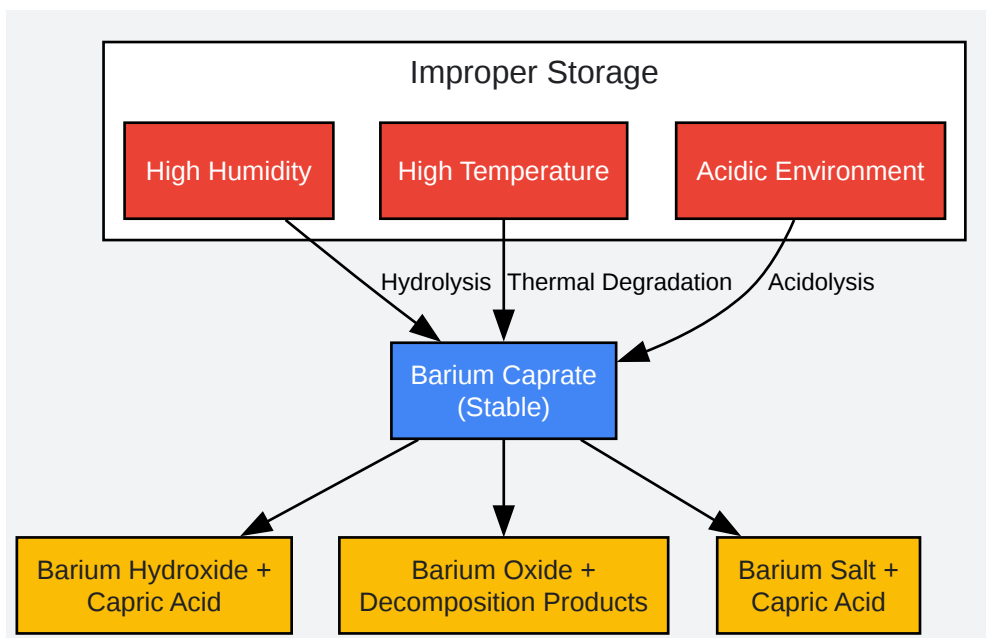 Improper Storage
High Humidity
High Temperature
Acidic Environment
Hydrolysis
Thermal Degradation
Acidolysis
Barium Caprate
(Stable)
Barium Hydroxide +
Capric Acid
Barium Oxide +
Decomposition Products
Barium Salt +
Capric Acid